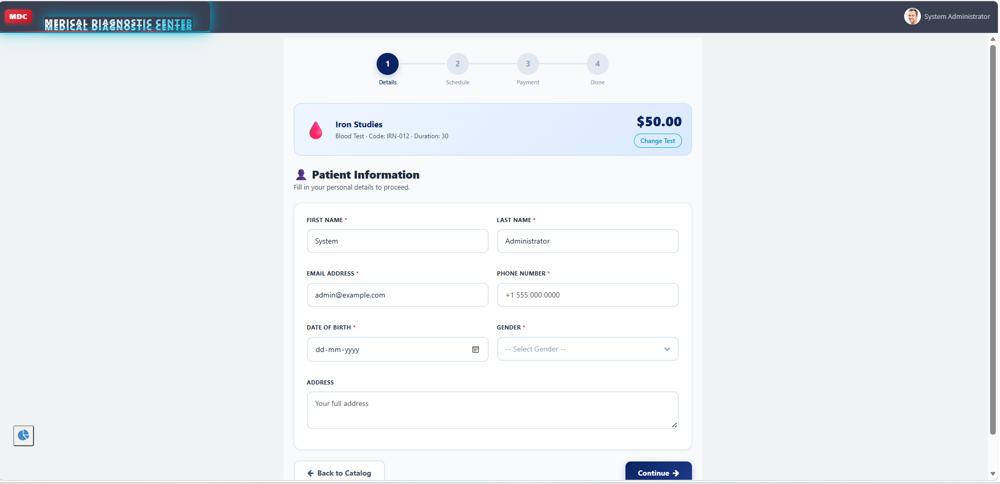 MDC
MEDICAL DIAGNOSTIC CENTER
MEDICAL DIAGNOSTIC CENTER
System Administrator
1 2 3 4
Details Schedule Payment Done
Iron Studies
Blood Test · Code: IRN-012 · Duration: 30
$50.00
Change Test
Patient Information
Fill in your personal details to proceed.
FIRST NAME * LAST NAME *
System Administrator
EMAIL ADDRESS * PHONE NUMBER *
admin@example.com +1 555 000 0000
DATE OF BIRTH * GENDER *
dd-mm-yyyy -- Select Gender --
ADDRESS
Your full address
← Back to Catalog Continue →